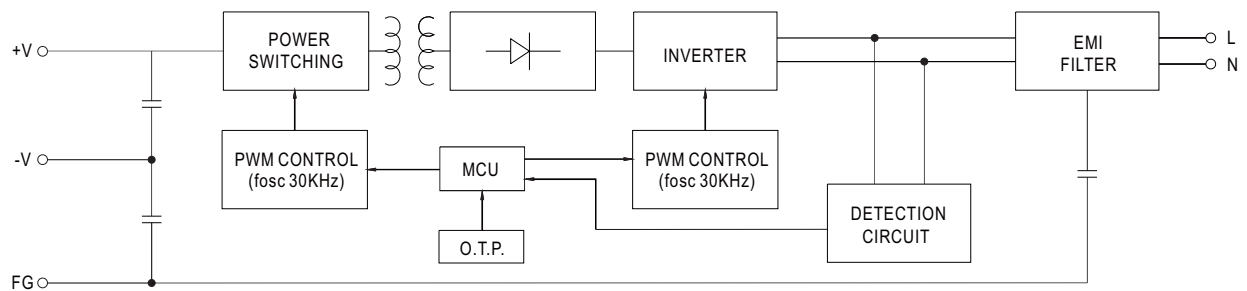 +V
POWER
SWITCHING
INVERTER
EMI
FILTER
L
N
-V
PWM CONTROL
(fosc 30KHz)
MCU
PWM CONTROL
(fosc 30KHz)
DETECTION
CIRCUIT
O.T.P.
FG